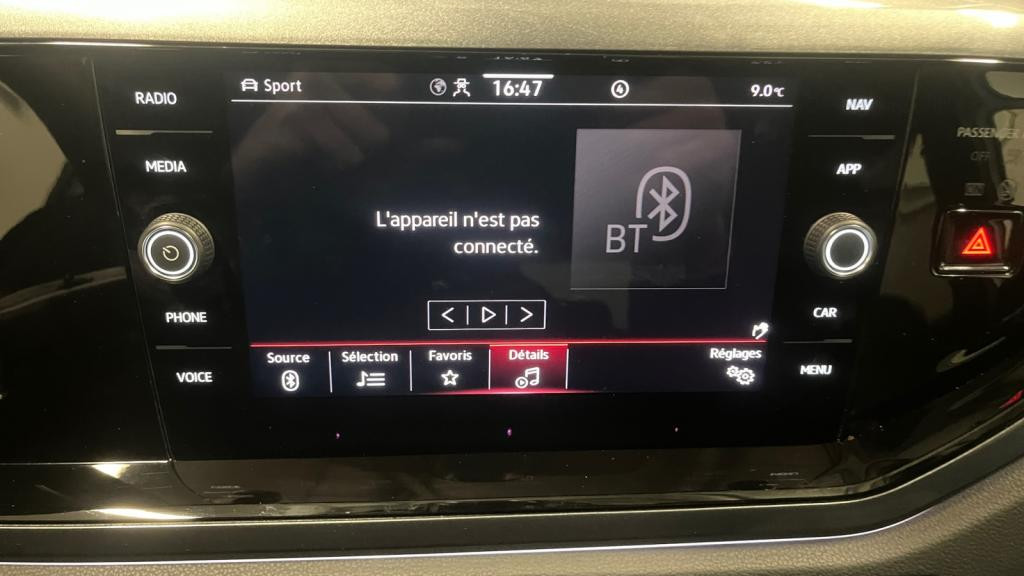 RADIO
MEDIA
PHONE
VOICE
Sport
16:47
4
9.0°C
L'appareil n'est pas
connecté.
BT
Source
Sélection
Favoris
Détails
Réglages
NAV
APP
CAR
MENU
PASSENGER
OFF